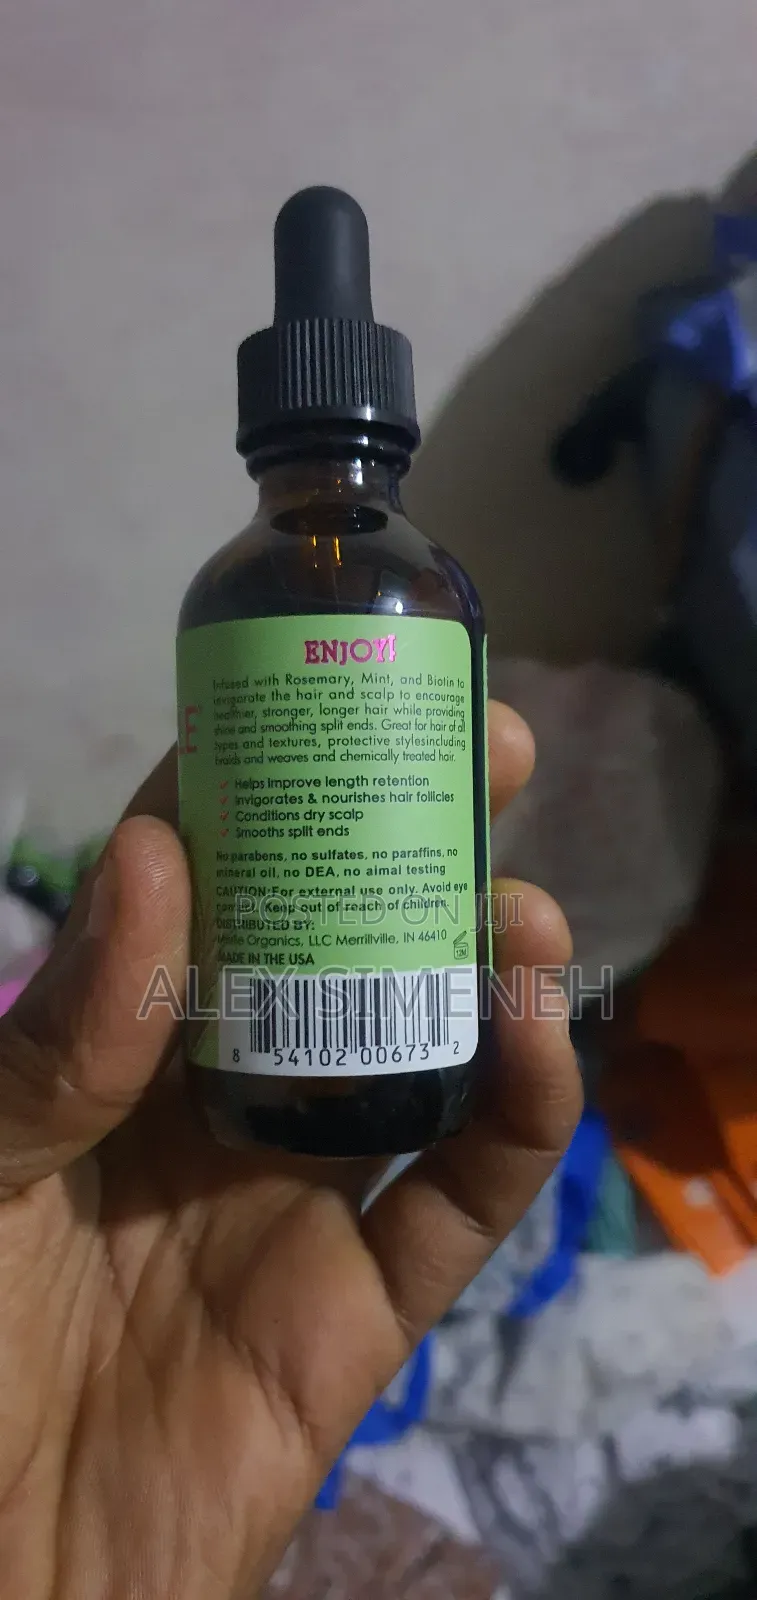 ENJOY!
Infused with Rosemary, Mint, and Biotin to
invigorate the hair and scalp to encourage
healthier, stronger, longer hair while providing
shine and smoothing split ends. Great for hair of all
types and textures, protective stylesincluding
braids and weaves and chemically treated hair.
✓ Helps improve length retention
✓ Invigorates & nourishes hair follicles
✓ Conditions dry scalp
✓ Smooths split ends
No parabens, no sulfates, no paraffins, no
mineral oil, no DEA, no aimal testing
CAUTION: For external use only. Avoid eye
contact. Keep out of reach of children.
DISTRIBUTED BY:
Mielle Organics, LLC Merrillville, IN 46410
MADE IN THE USA
12M
8 54102 00673 2
LE
POSTED ON JIJI
ALEX SIMENEH